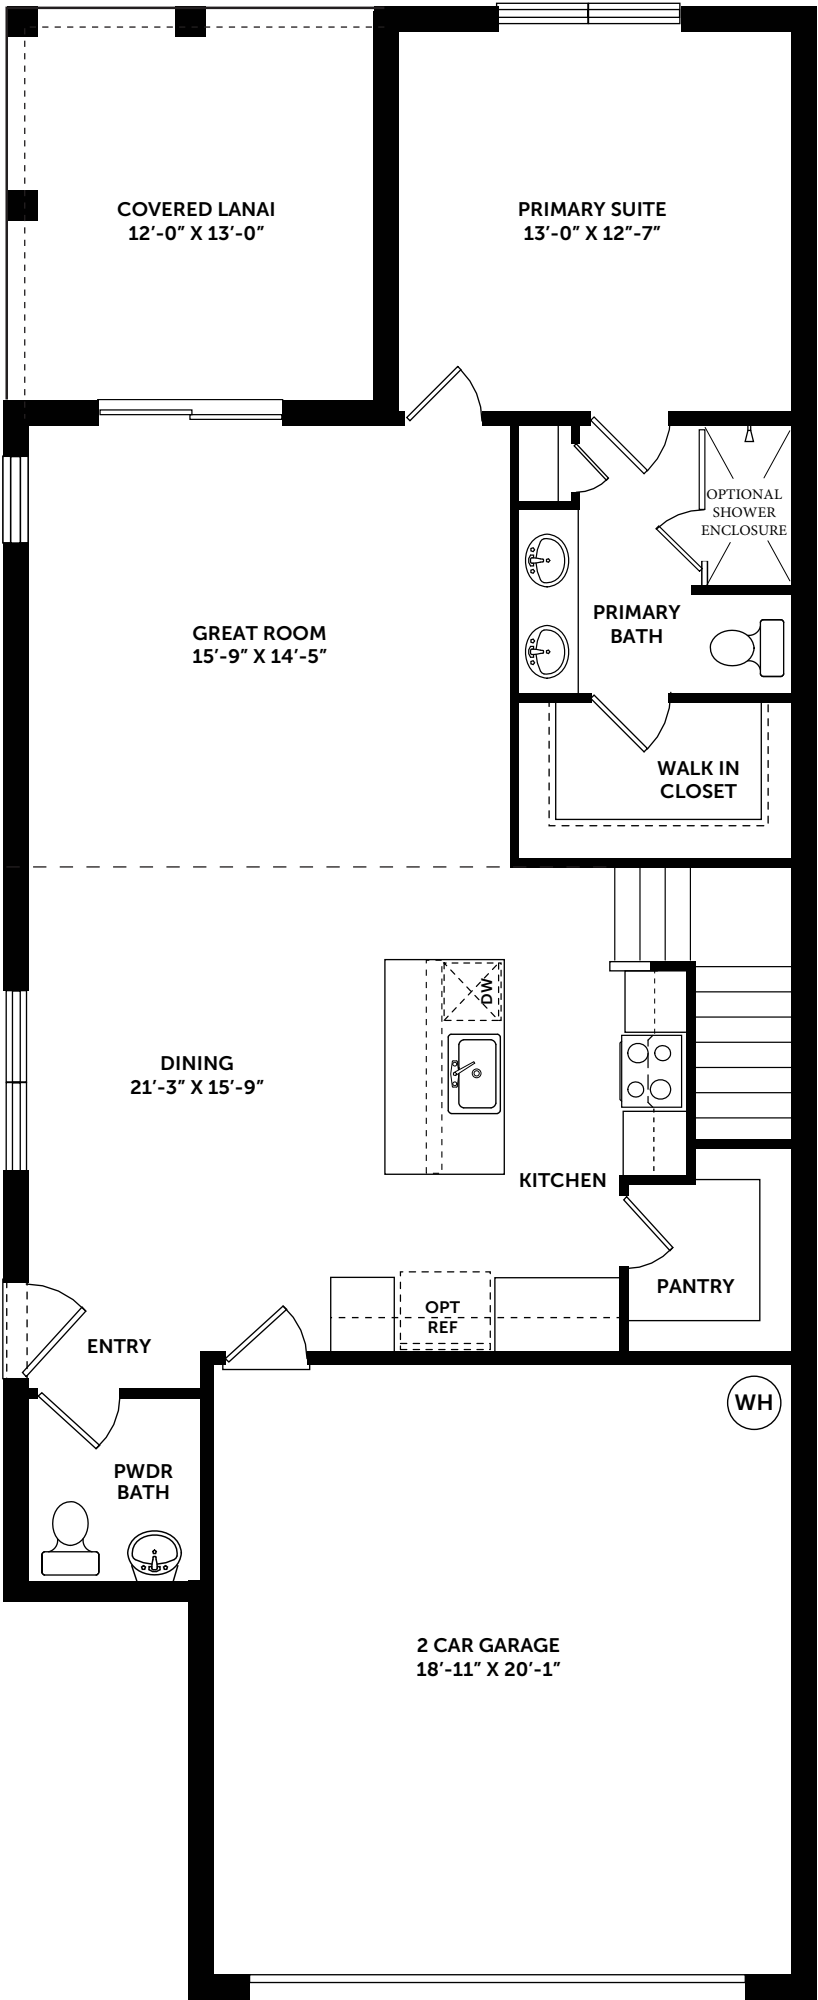 COVERED LANAI
12’-0” X 13’-0”
PRIMARY SUITE
13’-0” X 12”-7”
OPTIONAL
SHOWER
ENCLOSURE
GREAT ROOM
15’-9” X 14’-5”
PRIMARY
BATH
WALK IN
CLOSET
DW
DINING
21’-3” X 15’-9”
KITCHEN
PANTRY
OPT
REF
ENTRY
WH
PWDR
BATH
2 CAR GARAGE
18’-11” X 20’-1”